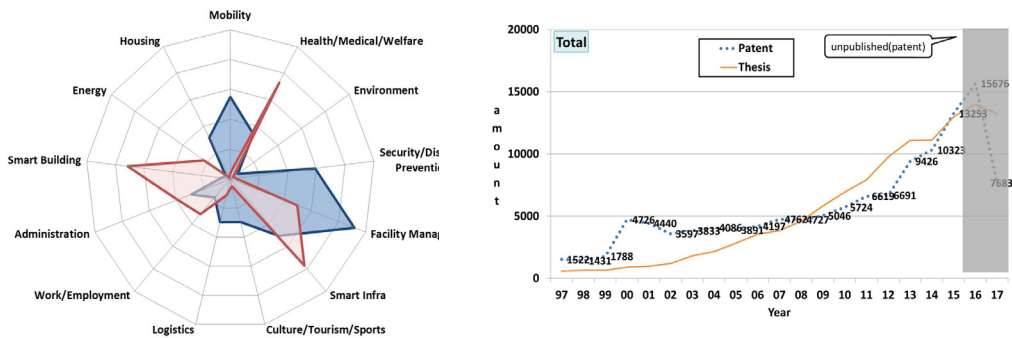 Mobility
Housing
Health/Medical/Welfare
Energy
Environment
Smart Building
Security/Dis
Preventi
Administration
Facility Manag
Work/Employment
Smart Infra
Logistics
Culture/Tourism/Sports
20000
15000
10000
5000
0
amount
Total
Patent
Thesis
unpublished(patent)
1522
1431
1788
4726
4440
3597
3833
4086
3891
4197
4762
4727
5046
5724
6619
6691
9426
10323
13253
15676
7683
97 98 99 00 01 02 03 04 05 06 07 08 09 10 11 12 13 14 15 16 17
Year